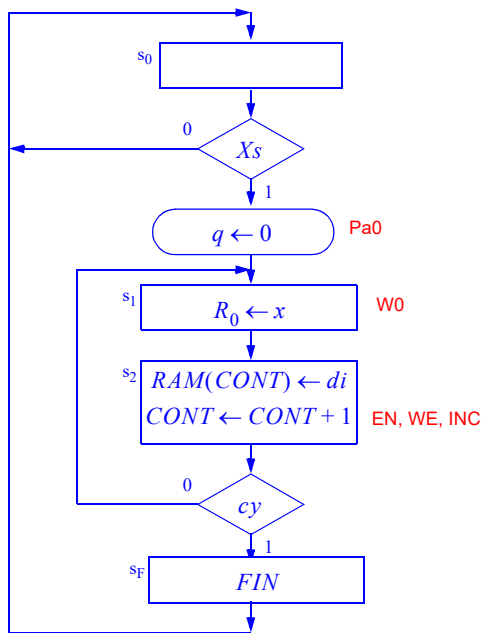 s0
0
Xs
1
q ← 0
Pa0
s1
R0 ← x
W0
s2
RAM(CONT) ← di
CONT ← CONT + 1
EN, WE, INC
0
cy
1
sF
FIN